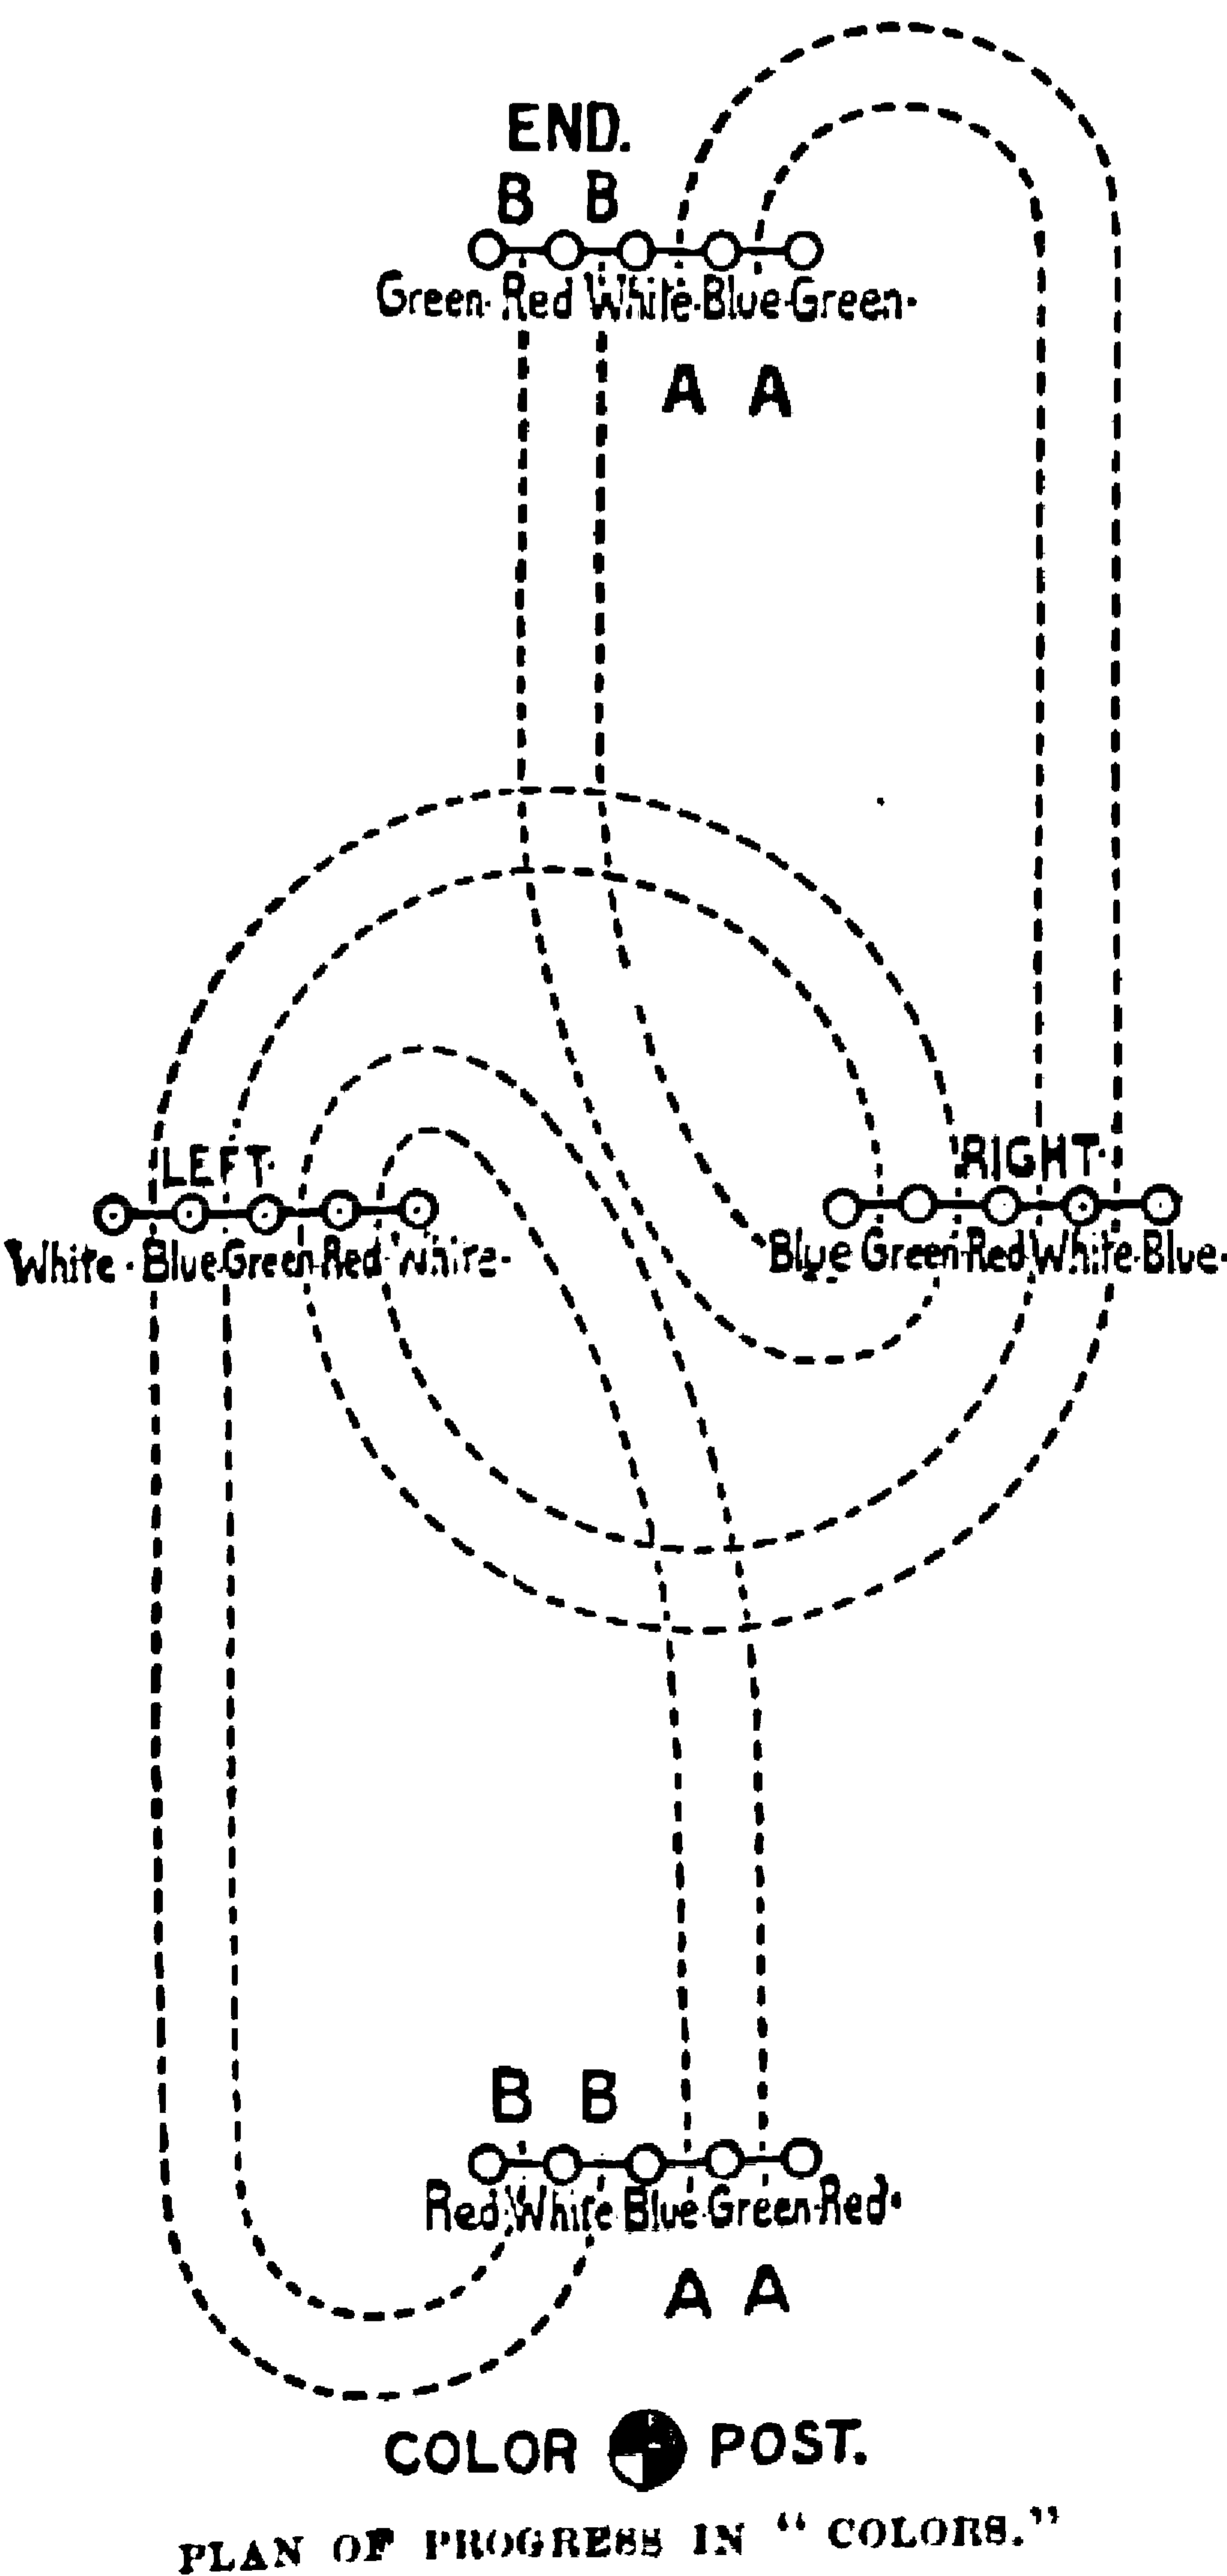 END.
B B
Green· Red White·Blue·Green·
A A
LEFT·
RIGHT·
White · Blue Green Red White·
Blue Green·Red White·Blue·
B B
Red·White Blue·Green·Red·
A A
COLOR POST.
PLAN OF PROGRESS IN “ COLORS.”